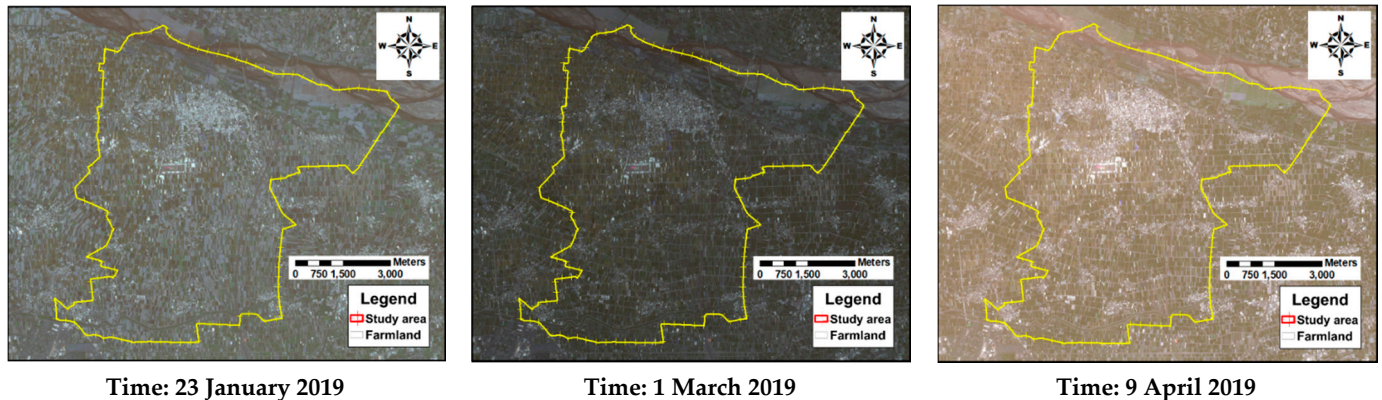 N
W E
S
Meters
0 750 1,500 3,000
Legend
Study area
Farmland
Time: 23 January 2019
N
W E
S
Meters
0 750 1,500 3,000
Legend
Study area
Farmland
Time: 1 March 2019
N
W E
S
Meters
0 750 1,500 3,000
Legend
Study area
Farmland
Time: 9 April 2019